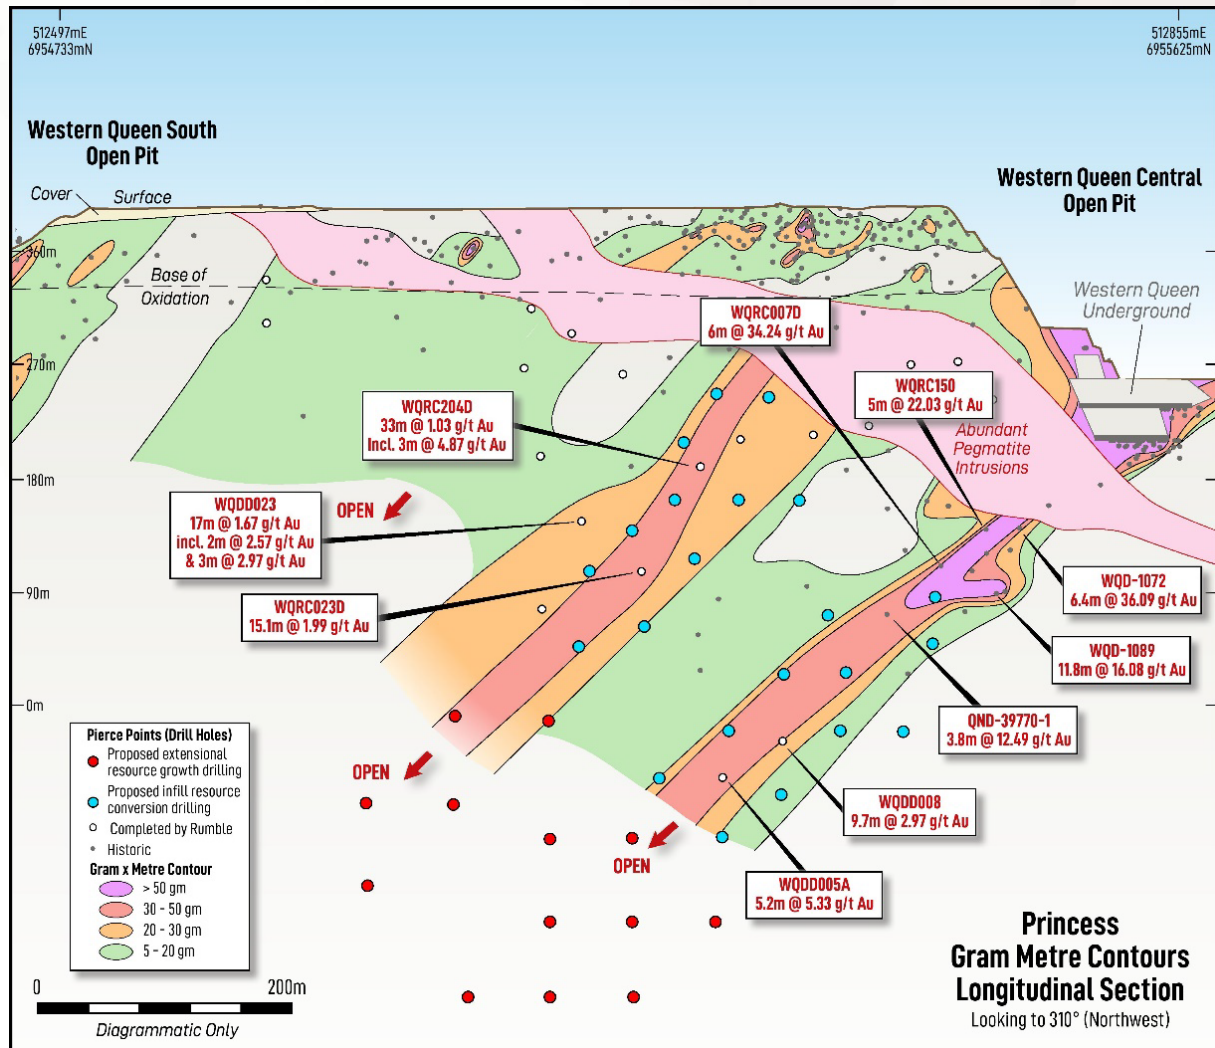 512497mE
6954733mN
512855mE
6955625mN
Western Queen South
Open Pit
Cover
Surface
Western Queen Central
Open Pit
360m
Base of
Oxidation
Western Queen
Underground
WQRC007D
6m @ 34.24 g/t Au
270m
WQRC150
5m @ 22.03 g/t Au
WQRC204D
33m @ 1.03 g/t Au
Incl. 3m @ 4.87 g/t Au
Abundant
Pegmatite
Intrusions
180m
OPEN
WQDD023
17m @ 1.67 g/t Au
incl. 2m @ 2.57 g/t Au
& 3m @ 2.97 g/t Au
90m
WQD-1072
6.4m @ 36.09 g/t Au
WQRC023D
15.1m @ 1.99 g/t Au
WQD-1089
11.8m @ 16.08 g/t Au
0m
QND-39770-1
3.8m @ 12.49 g/t Au
Pierce Points (Drill Holes)
Proposed extensional
resource growth drilling
Proposed infill resource
conversion drilling
Completed by Rumble
Historic
Gram x Metre Contour
> 50 gm
30 - 50 gm
20 - 30 gm
5 - 20 gm
OPEN
WQDD008
9.7m @ 2.97 g/t Au
OPEN
WQDD005A
5.2m @ 5.33 g/t Au
Princess
Gram Metre Contours
Longitudinal Section
Looking to 310° (Northwest)
0
200m
Diagrammatic Only